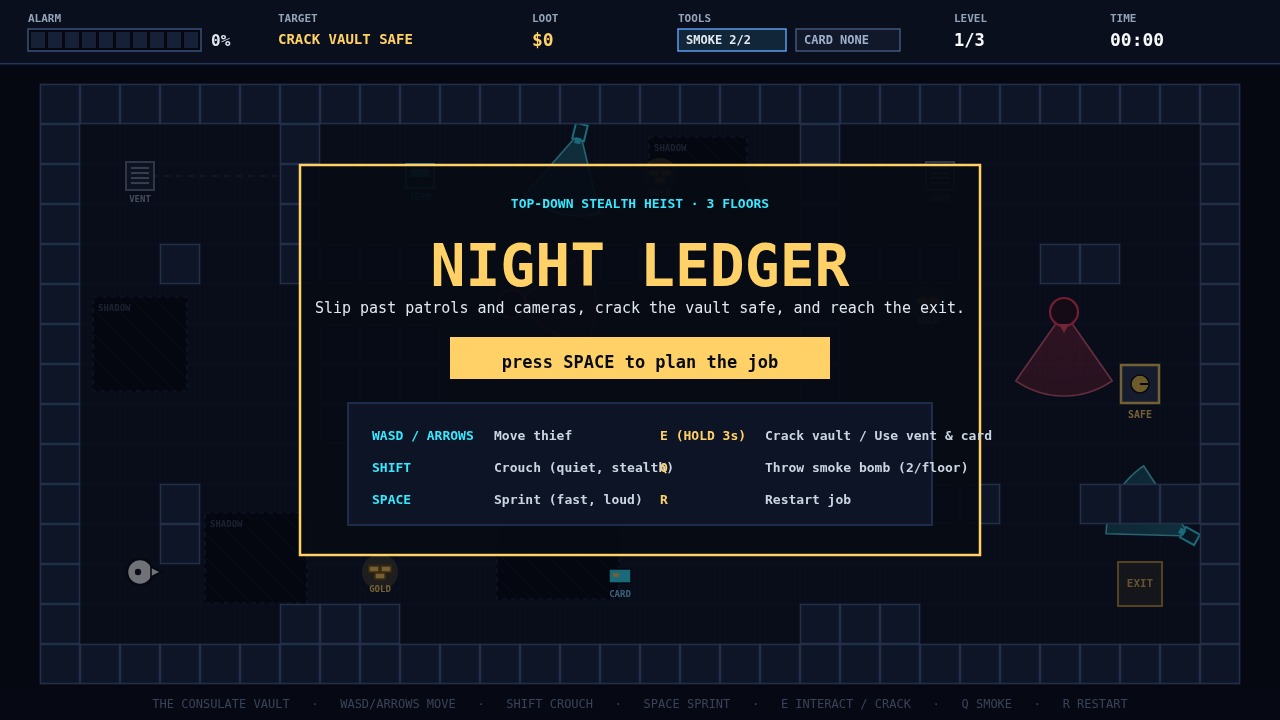 ALARM
0%
TARGET
CRACK VAULT SAFE
LOOT
$0
TOOLS
SMOKE 2/2
CARD NONE
LEVEL
1/3
TIME
00:00
VENT
SHADOW
SHADOW
TOP-DOWN STEALTH HEIST · 3 FLOORS
NIGHT LEDGER
Slip past patrols and cameras, crack the vault safe, and reach the exit.
press SPACE to plan the job
WASD / ARROWS Move thief E (HOLD 3s) Crack vault / Use vent & card
SHIFT Crouch (quiet, stealth) Q Throw smoke bomb (2/floor)
SPACE Sprint (fast, loud) R Restart job
SAFE
SHADOW
GOLD
CARD
EXIT
THE CONSULATE VAULT · WASD/ARROWS MOVE · SHIFT CROUCH · SPACE SPRINT · E INTERACT / CRACK · Q SMOKE · R RESTART